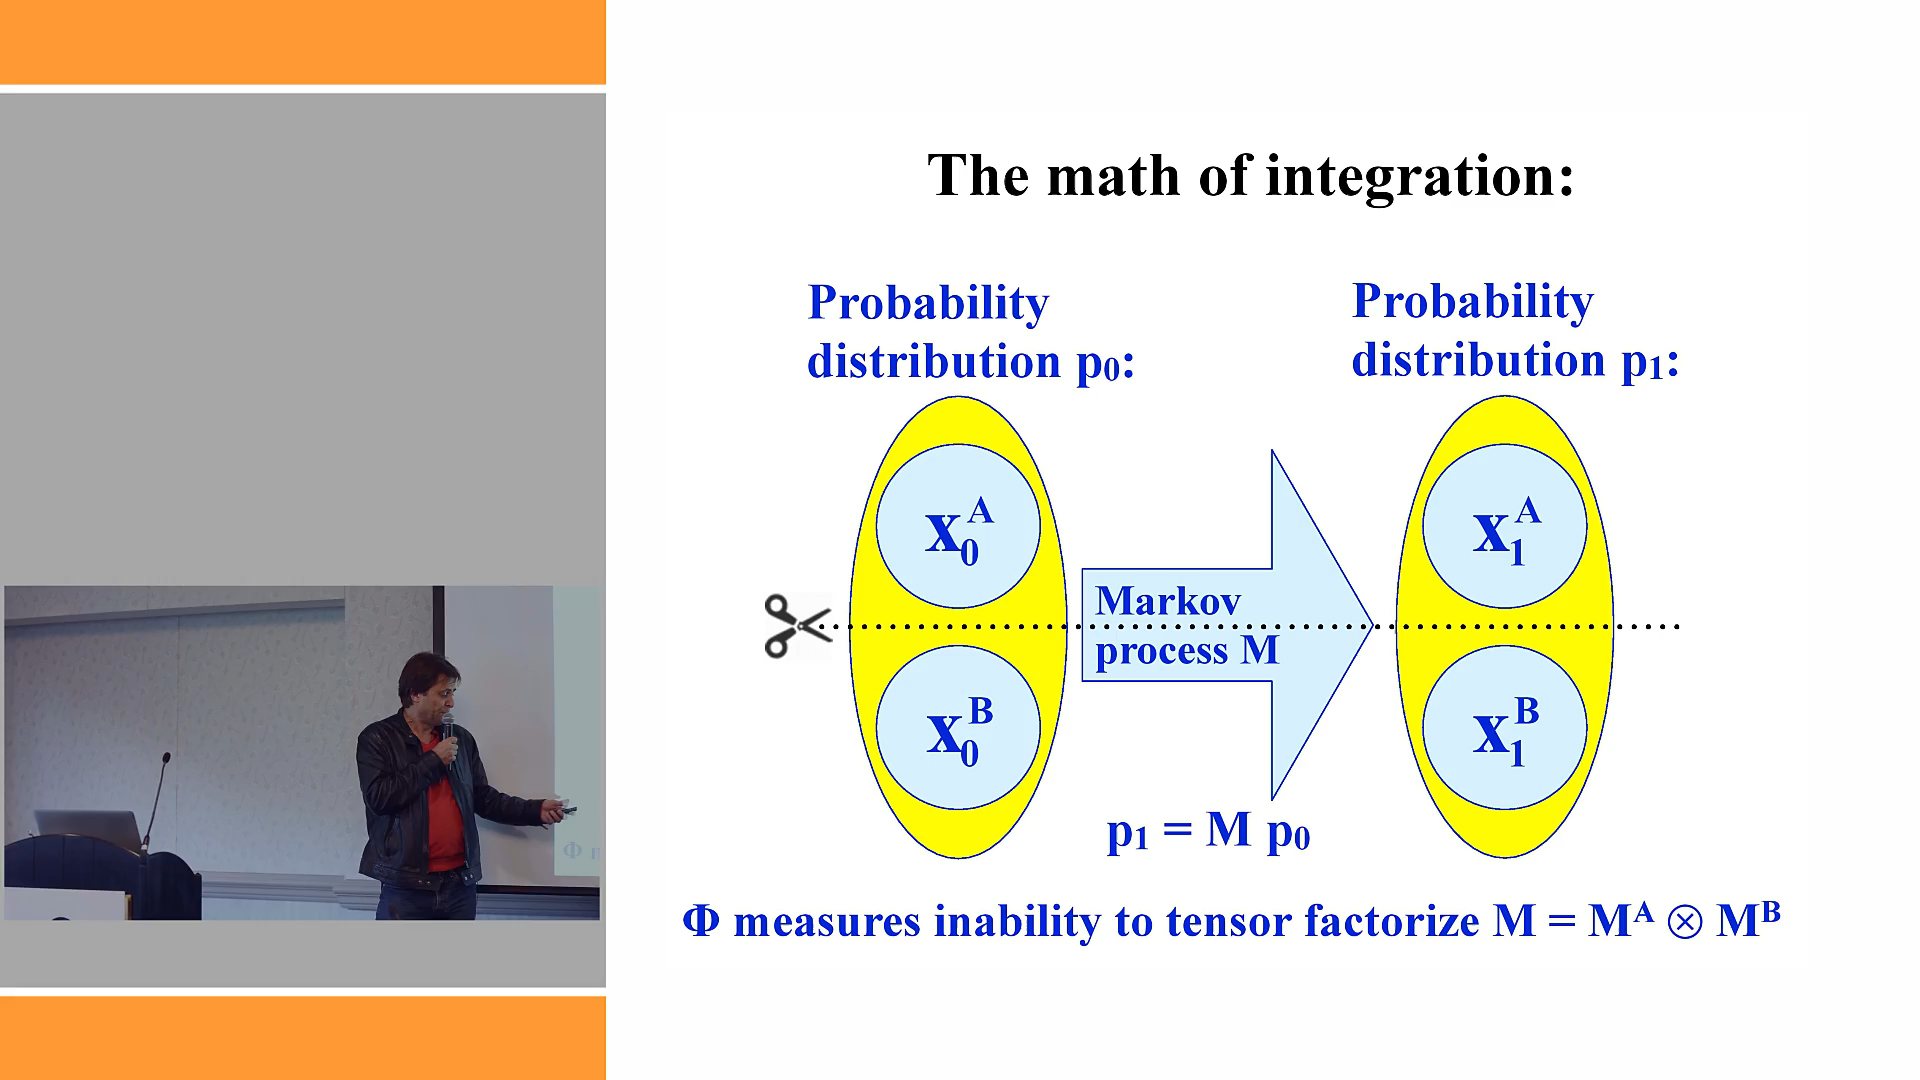 The math of integration:
Probability
distribution p₀:
Probability
distribution p₁:
x₀ᴬ
x₁ᴬ
Markov
process M
x₀ᴮ
x₁ᴮ
p₁ = M p₀
Φ measures inability to tensor factorize M = Mᴬ ⊗ Mᴮ
Φ